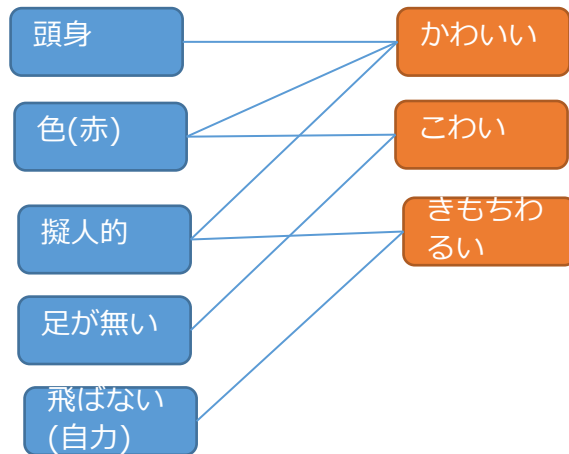 頭身
かわいい
色(赤)
こわい
擬人的
きもちわ
るい
足が無い
飛ばない
(自力)